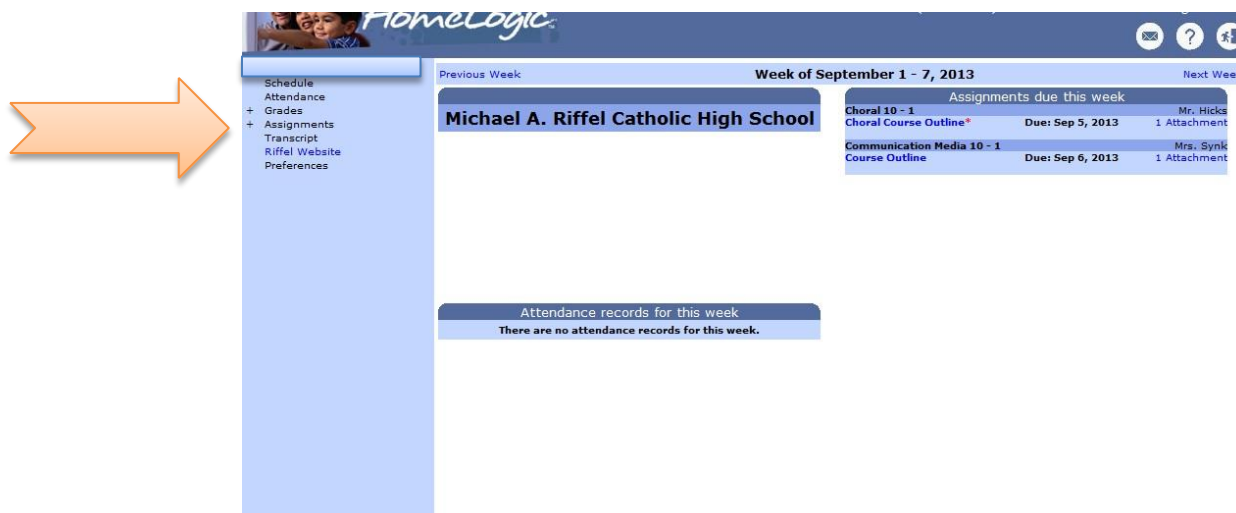 HomeLogic
Schedule
Attendance
+ Grades
+ Assignments
Transcript
Riffel Website
Preferences
Previous Week
Week of September 1 - 7, 2013
Next Wee
Michael A. Riffel Catholic High School
Assignments due this week
Choral 10 - 1 Mr. Hicks
Choral Course Outline* Due: Sep 5, 2013 1 Attachment
Communication Media 10 - 1 Mrs. Synk
Course Outline Due: Sep 6, 2013 1 Attachment
Attendance records for this week
There are no attendance records for this week.